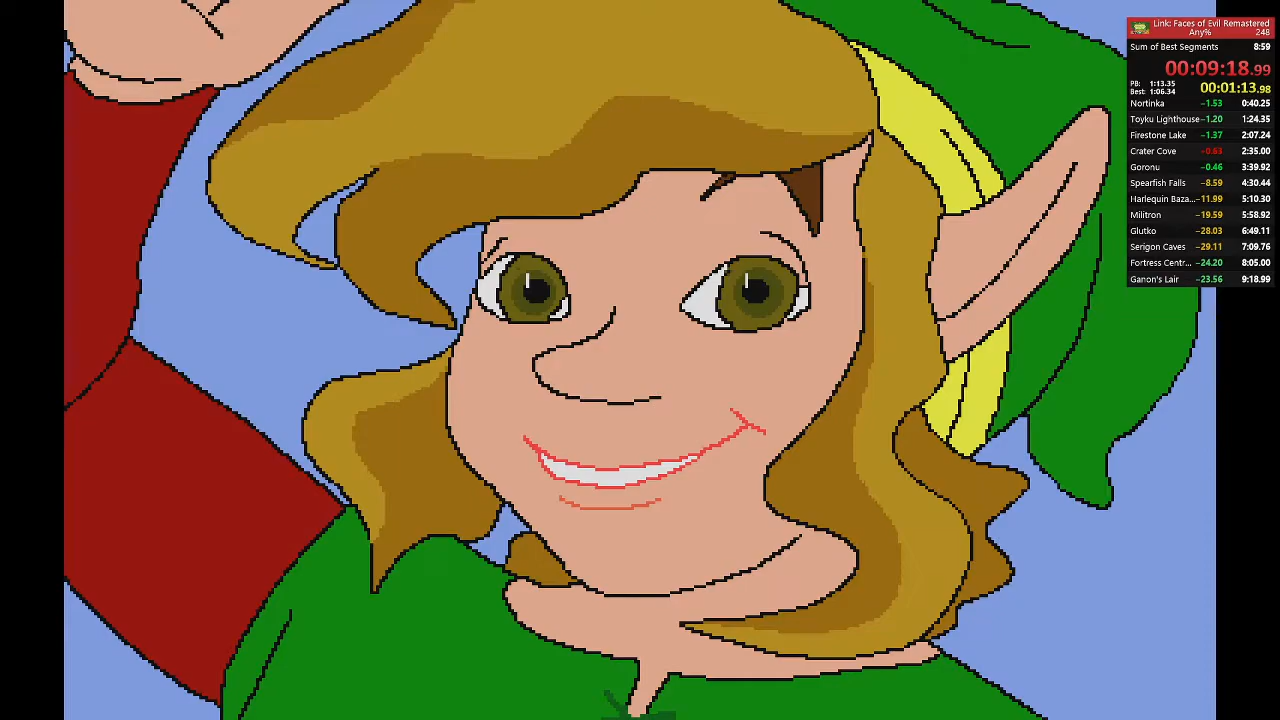 Link: Faces of Evil Remastered
Any% 248
Sum of Best Segments 8:59
00:09:18.99
PB: 1:13.35
Best: 1:06.34 00:01:13.98
Nortinka −1.53 0:40.25
Toyku Lighthouse −1.20 1:24.35
Firestone Lake −1.37 2:07.24
Crater Cove −0.63 2:35.00
Goronu −0.46 3:39.92
Spearfish Falls −8.59 4:30.44
Harlequin Baza... −11.99 5:10.30
Militron −19.59 5:58.92
Glutko −28.03 6:49.11
Serigon Caves −29.11 7:09.76
Fortress Centr... −24.20 8:05.00
Ganon's Lair −23.56 9:18.99